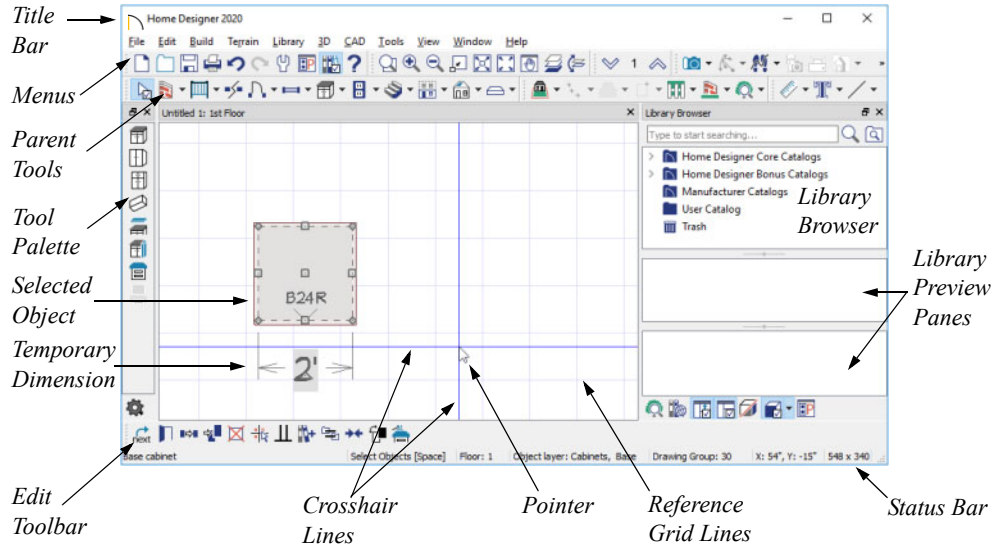 Title
Bar
Home Designer 2020
File Edit Build Terrain Library 3D CAD Tools View Window Help
Menus
1
Parent
Tools
Untitled 1: 1st Floor
Library Browser
Type to start searching...
Home Designer Core Catalogs
Home Designer Bonus Catalogs
Manufacturer Catalogs
User Catalog
Trash
Library
Browser
Tool
Palette
Selected
Object
B24R
Library
Preview
Panes
Temporary
Dimension
2'
next
Base cabinet
Select Objects [Space]
Floor: 1
Object layer: Cabinets, Base
Drawing Group: 30
X: 54", Y: -15"
548 x 340
Edit
Toolbar
Crosshair
Lines
Pointer
Reference
Grid Lines
Status Bar